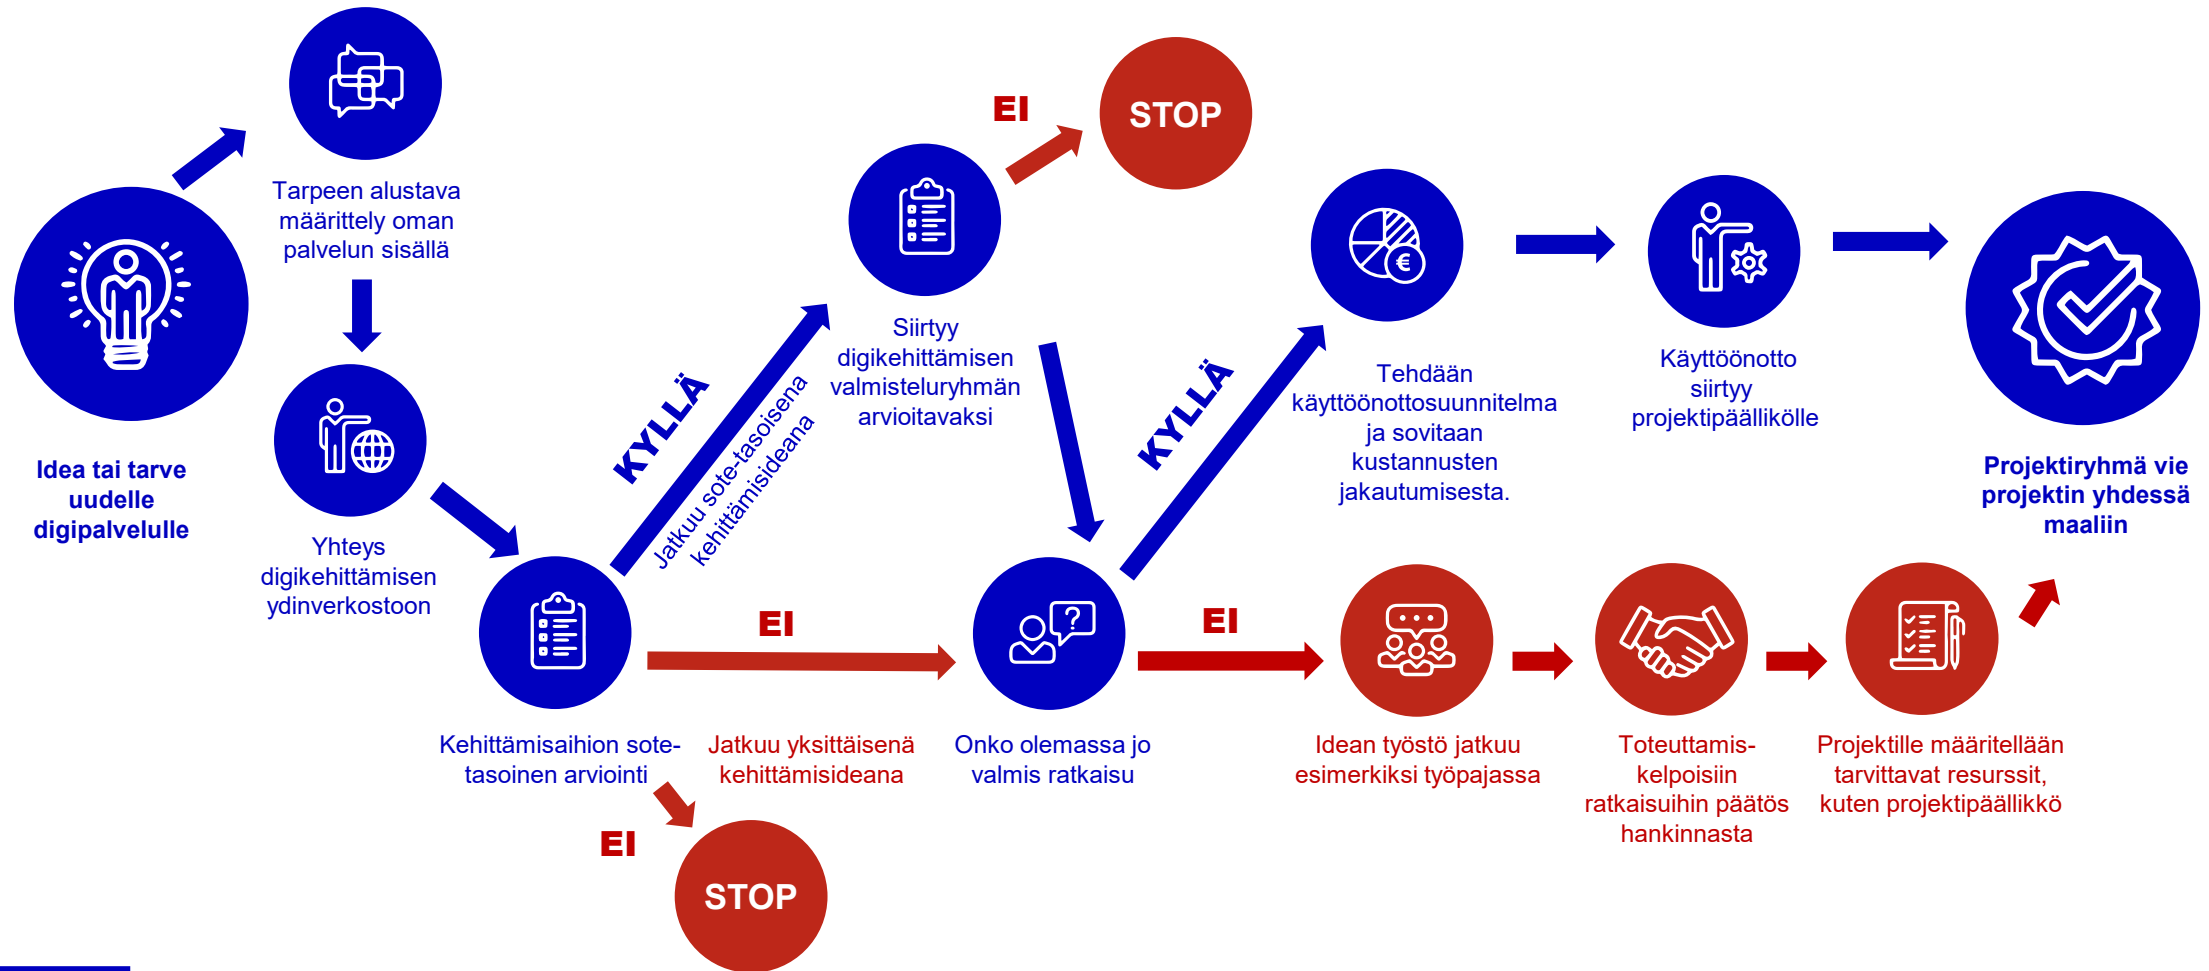 Idea tai tarve
uudelle
digipalvelulle
Tarpeen alustava
määrittely oman
palvelun sisällä
Yhteys
digikehittämisen
ydinverkostoon
Kehittämisaihion sote-
tasoinen arviointi
KYLLÄ
Jatkuu sote-tasoisena
kehittämisideana
EI
Jatkuu yksittäisenä
kehittämisideana
EI
STOP
Siirtyy
digikehittämisen
valmisteluryhmän
arvioitavaksi
EI
STOP
Onko olemassa jo
valmis ratkaisu
?
KYLLÄ
Tehdään
käyttöönottosuunnitelma
ja sovitaan
kustannusten
jakautumisesta.
€
Käyttöönotto
siirtyy
projektipäällikölle
EI
Idean työstö jatkuu
esimerkiksi työpajassa
Toteuttamis-
kelpoisiin
ratkaisuihin päätös
hankinnasta
Projektille määritellään
tarvittavat resurssit,
kuten projektipäällikkö
Projektiryhmä vie
projektin yhdessä
maaliin